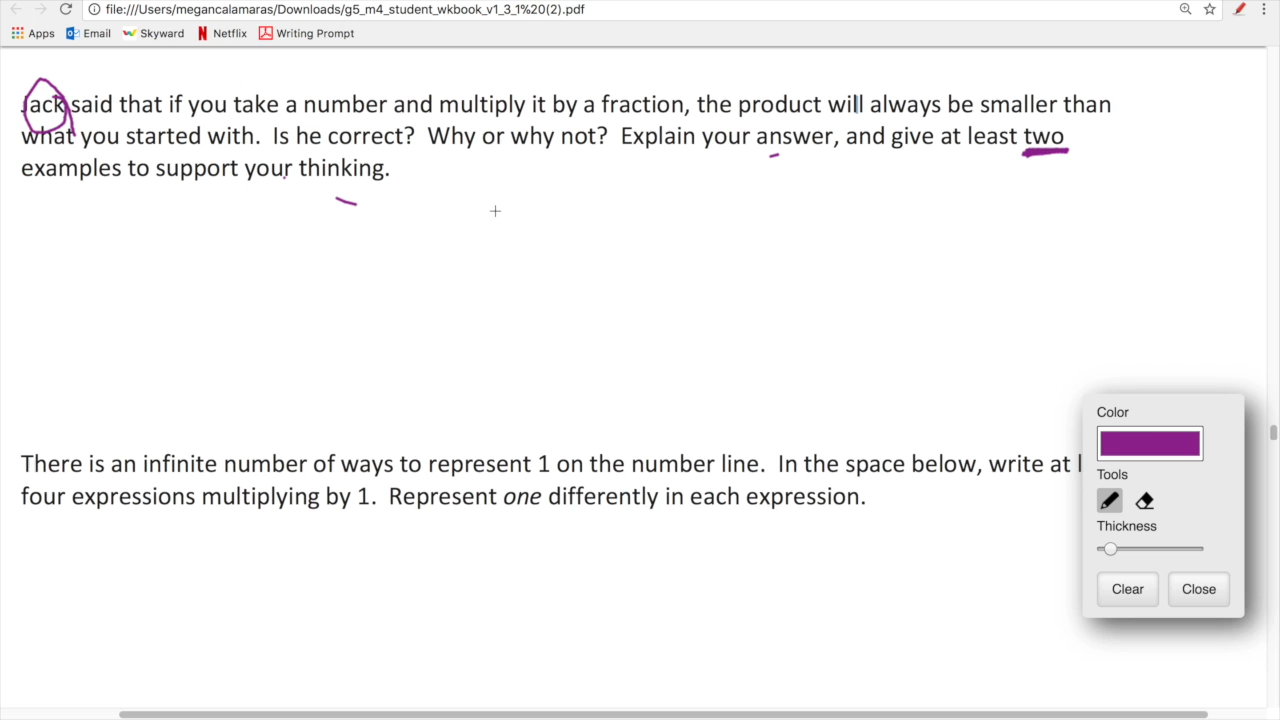 file:///Users/megancalamaras/Downloads/g5_m4_student_wkbook_v1_3_1%20(2).pdf
Apps Email Skyward Netflix Writing Prompt
Jack said that if you take a number and multiply it by a fraction, the product will always be smaller than
what you started with. Is he correct? Why or why not? Explain your answer, and give at least two
examples to support your thinking.
There is an infinite number of ways to represent 1 on the number line. In the space below, write at
four expressions multiplying by 1. Represent one differently in each expression.
Color
Tools
Thickness
Clear Close